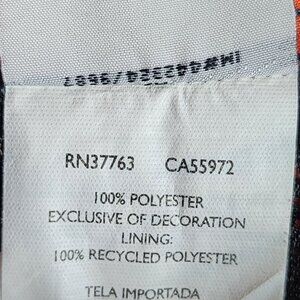 RN37763 CA55972
100% POLYESTER
EXCLUSIVE OF DECORATION
LINING:
100% RECYCLED POLYESTER
TELA IMPORTADA